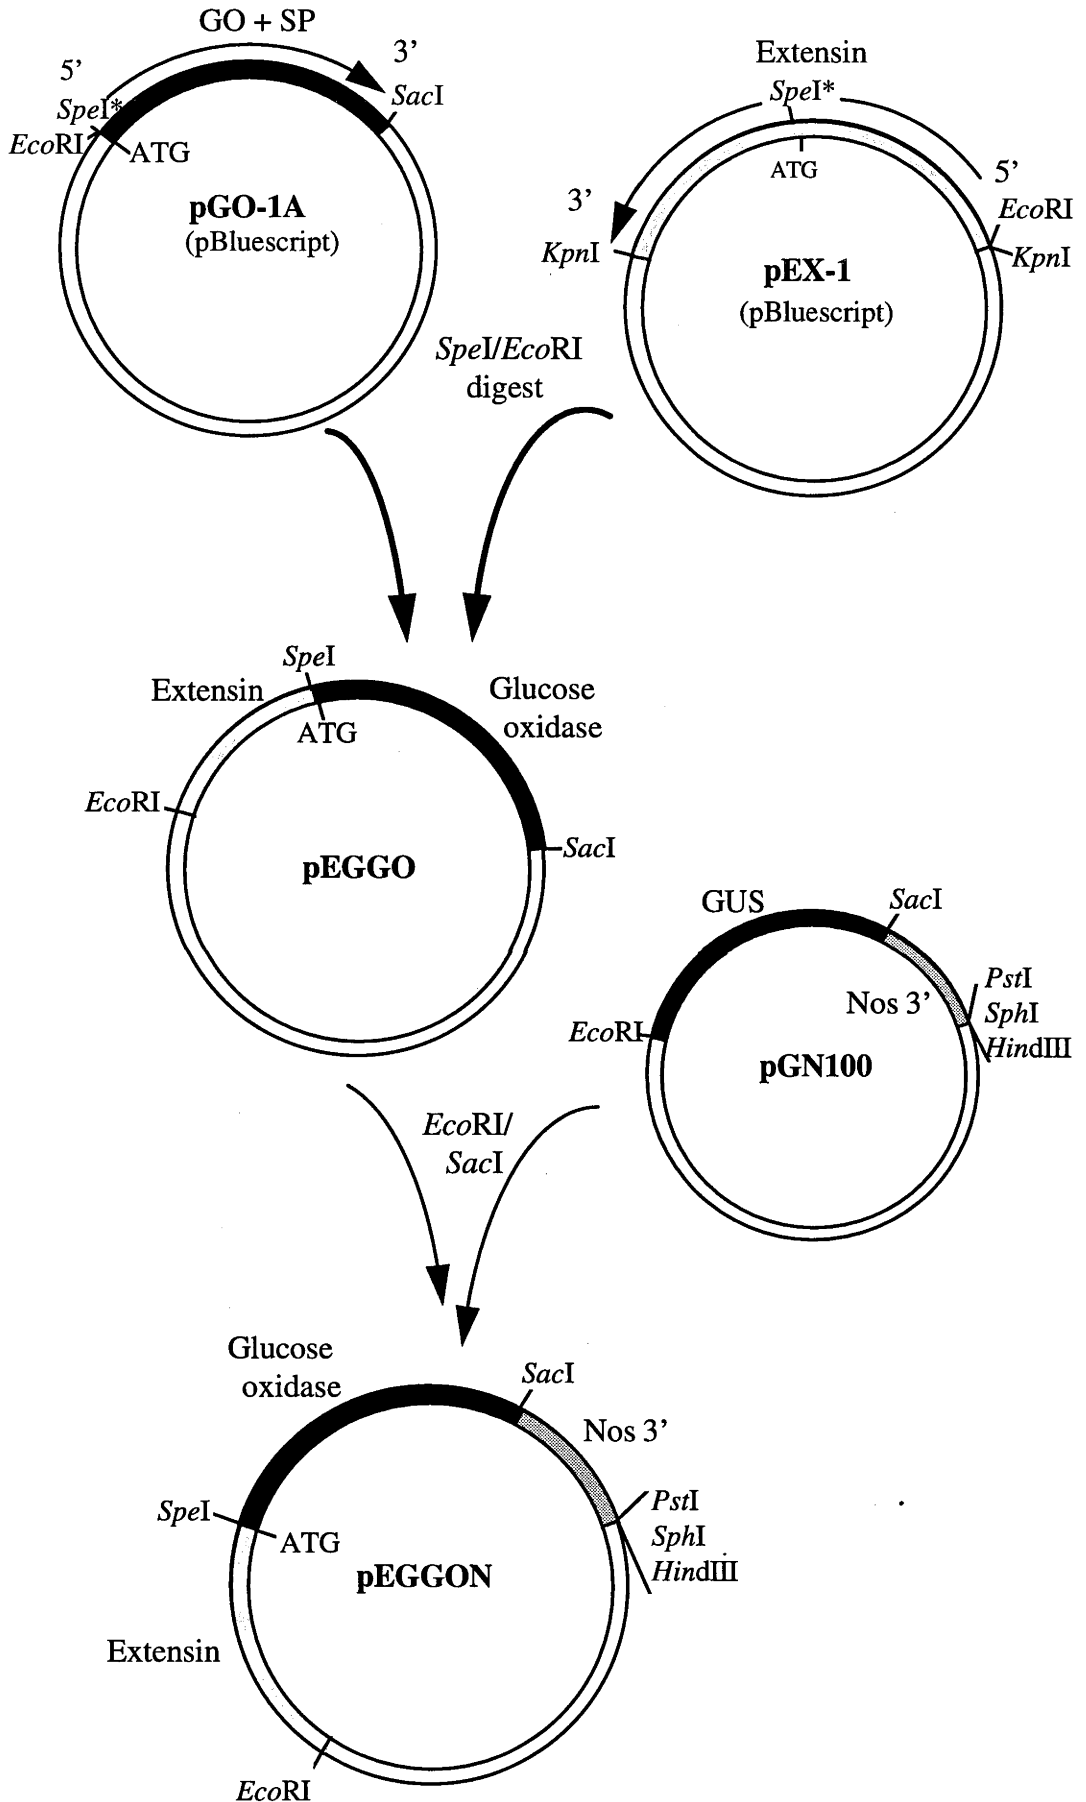 GO + SP
5’
3’
SpeI*
SacI
EcoRI
ATG
pGO-1A
(pBluescript)
Extensin
SpeI*
ATG
5’
3’
EcoRI
KpnI
KpnI
pEX-1
(pBluescript)
SpeI/EcoRI
digest
SpeI
Extensin
Glucose
oxidase
ATG
EcoRI
SacI
pEGGO
GUS
SacI
PstI
Nos 3’
SphI
EcoRI
HindIII
pGN100
EcoRI/
SacI
Glucose
oxidase
SacI
Nos 3’
PstI
SpeI
SphI
ATG
HindIII
pEGGON
Extensin
EcoRI